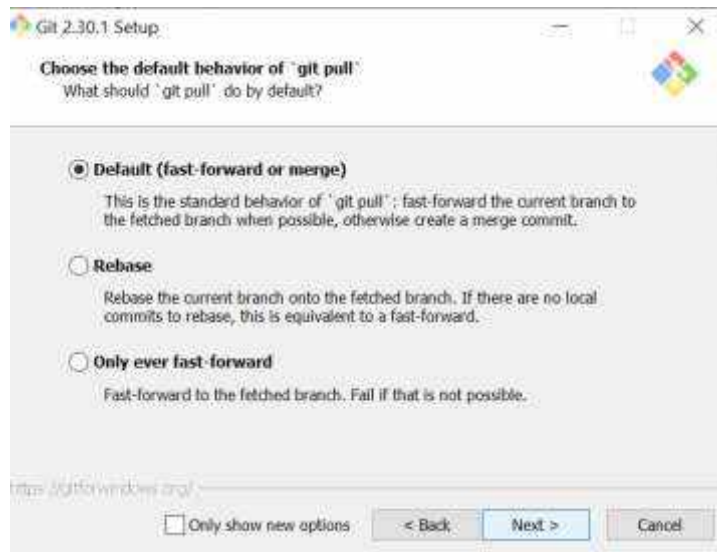 Git 2.30.1 Setup
Choose the default behavior of `git pull`
What should `git pull` do by default?
Default (fast-forward or merge)
This is the standard behavior of `git pull`: fast-forward the current branch to
the fetched branch when possible, otherwise create a merge commit.
Rebase
Rebase the current branch onto the fetched branch. If there are no local
commits to rebase, this is equivalent to a fast-forward.
Only ever fast-forward
Fast-forward to the fetched branch. Fail if that is not possible.
https://gitforwindows.org/
Only show new options
< Back
Next >
Cancel